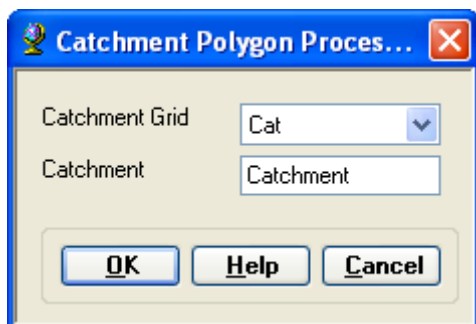 Catchment Polygon Proces...
Catchment Grid Cat
Catchment Catchment
OK Help Cancel